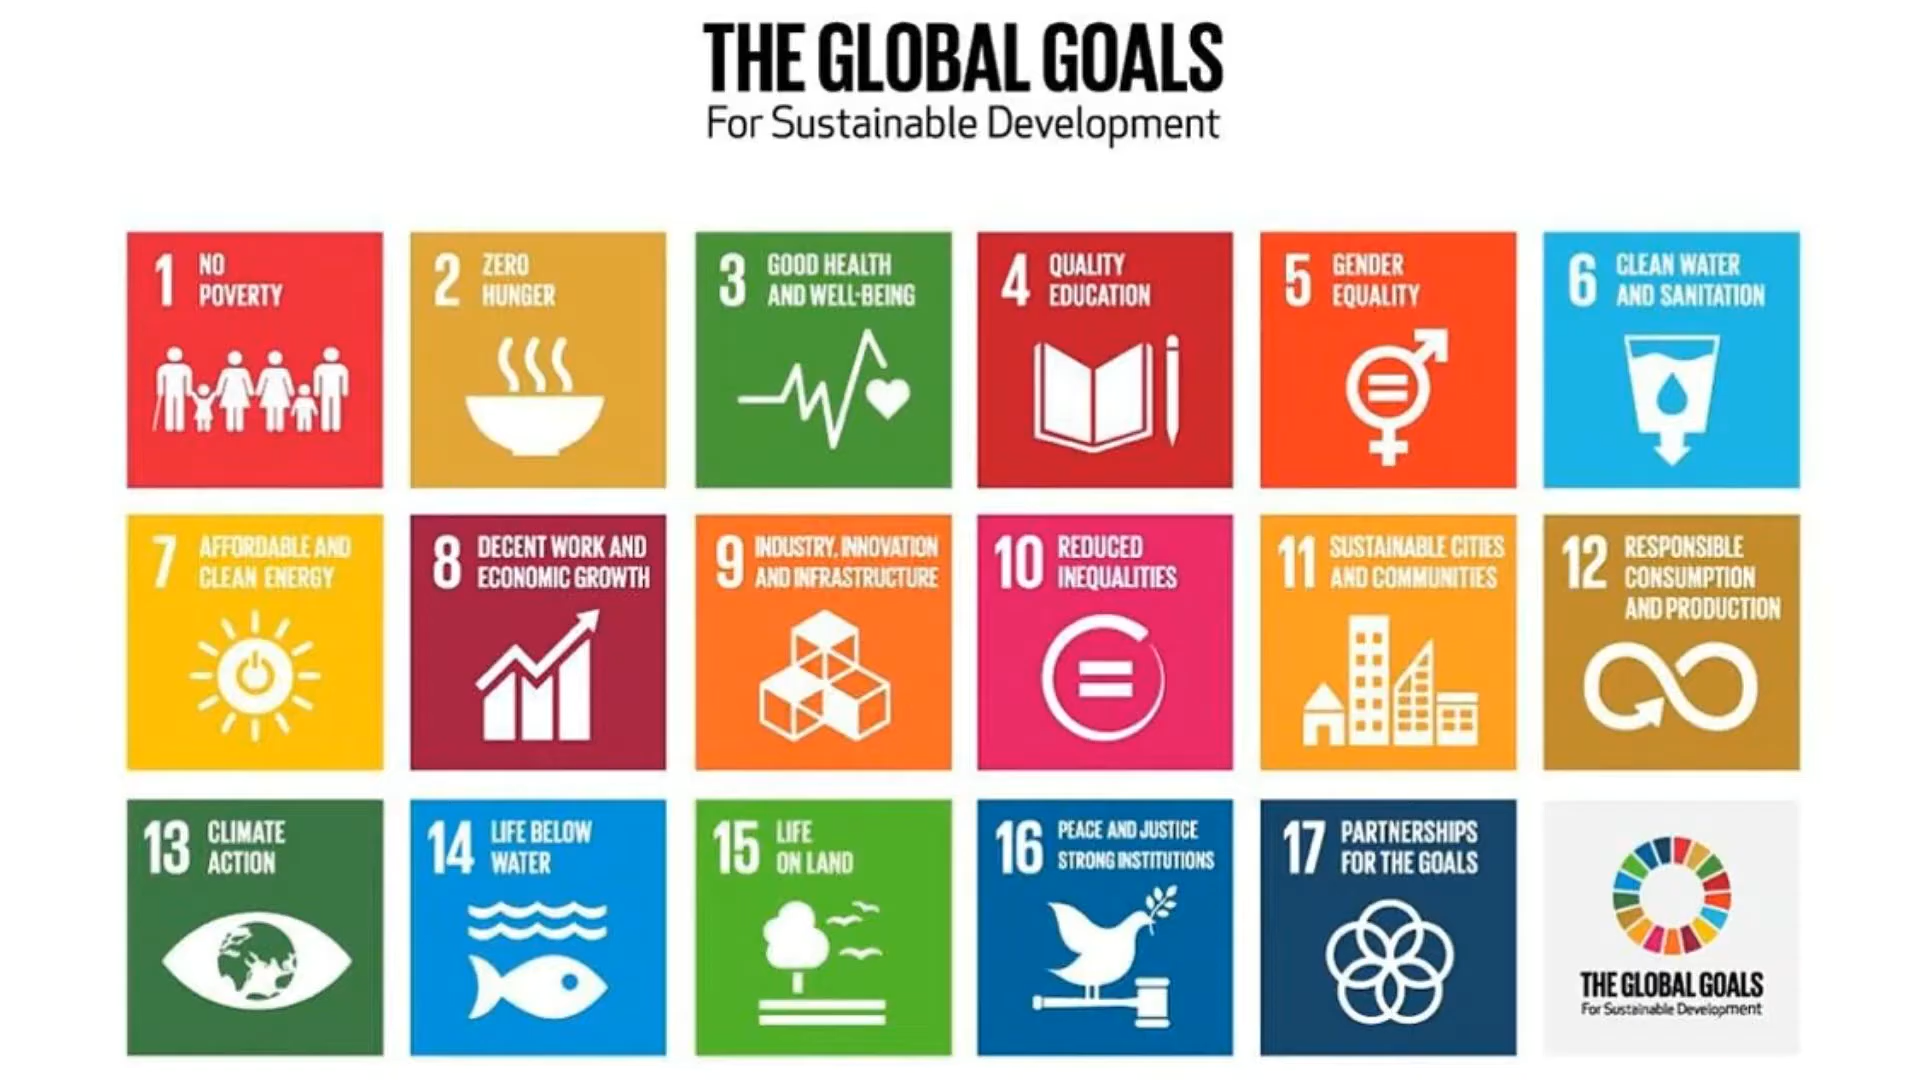 THE GLOBAL GOALS
For Sustainable Development
1 NO
POVERTY
2 ZERO
HUNGER
3 GOOD HEALTH
AND WELL-BEING
4 QUALITY
EDUCATION
5 GENDER
EQUALITY
6 CLEAN WATER
AND SANITATION
7 AFFORDABLE AND
CLEAN ENERGY
8 DECENT WORK AND
ECONOMIC GROWTH
9 INDUSTRY, INNOVATION
AND INFRASTRUCTURE
10 REDUCED
INEQUALITIES
11 SUSTAINABLE CITIES
AND COMMUNITIES
12 RESPONSIBLE
CONSUMPTION
AND PRODUCTION
13 CLIMATE
ACTION
14 LIFE BELOW
WATER
15 LIFE
ON LAND
16 PEACE AND JUSTICE
STRONG INSTITUTIONS
17 PARTNERSHIPS
FOR THE GOALS
THE GLOBAL GOALS
For Sustainable Development